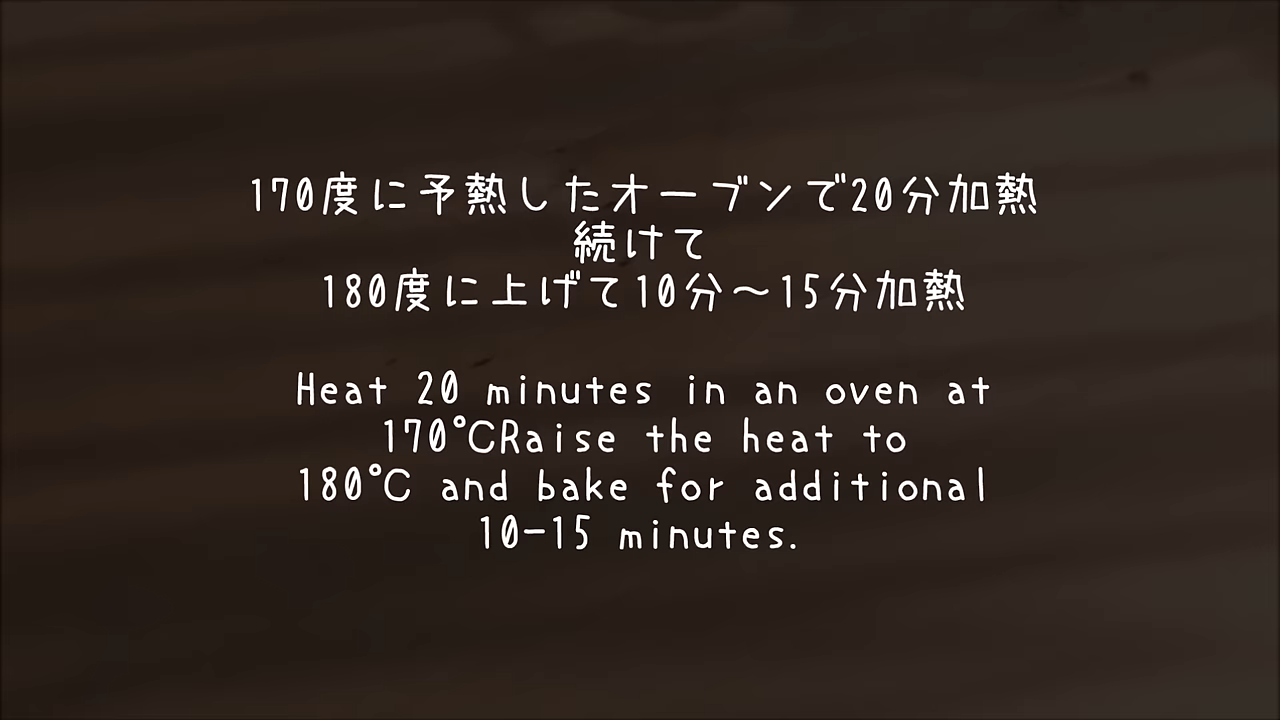 170度に予熱したオーブンで20分加熱
続けて
180度に上げて10分～15分加熱
Heat 20 minutes in an oven at
170°CRaise the heat to
180°C and bake for additional
10-15 minutes.